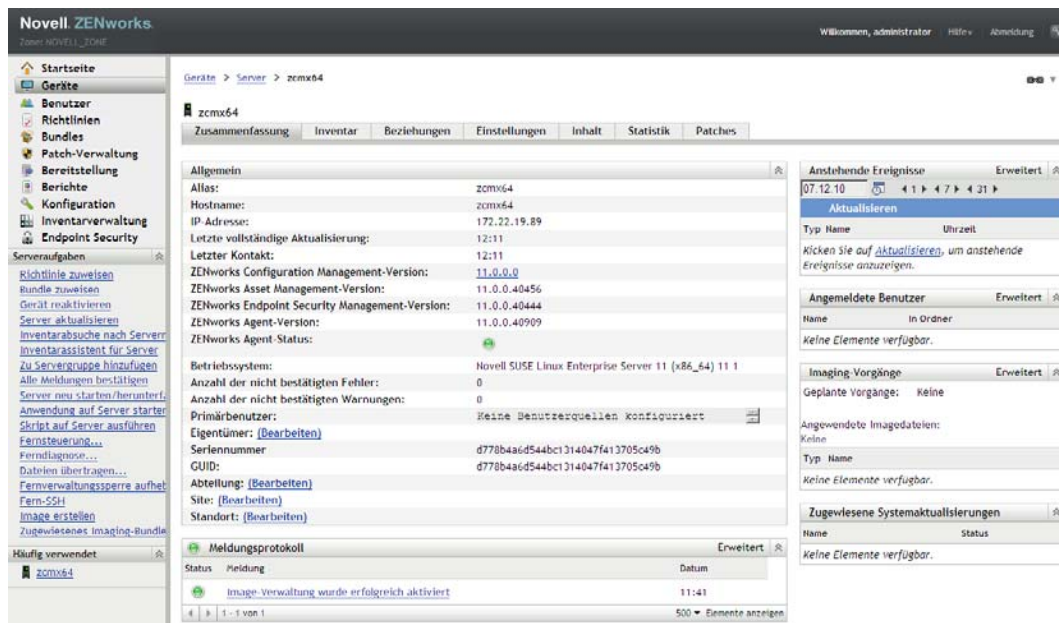 Novell ZENworks.
Zone: NOVELL_ZONE
Willkommen, administrator Hilfe Abmeldung
Startseite
Geräte
Benutzer
Richtlinien
Bundles
Patch-Verwaltung
Bereitstellung
Berichte
Konfiguration
Inventarverwaltung
Endpoint Security
Serveraufgaben
Richtlinie zuweisen
Bundle zuweisen
Gerät reaktivieren
Server aktualisieren
Inventarabsuche nach Servern
Inventarassistent für Server
Zu Servergruppe hinzufügen
Alle Meldungen bestätigen
Server neu starten/herunterfa
Anwendung auf Server starten
Skript auf Server ausführen
Fernsteuerung...
Ferndiagnose...
Dateien übertragen...
Fernverwaltungssperre aufheb
Fern-SSH
Image erstellen
Zugewiesenes Imaging-Bundle
Häufig verwendet
zcmx64
Geräte > Server > zcmx64
zcmx64
Zusammenfassung Inventar Beziehungen Einstellungen Inhalt Statistik Patches
Allgemein
Alias: zcmx64
Hostname: zcmx64
IP-Adresse: 172.22.19.89
Letzte vollständige Aktualisierung: 12:11
Letzter Kontakt: 12:11
ZENworks Configuration Management-Version: 11.0.0.0
ZENworks Asset Management-Version: 11.0.0.40456
ZENworks Endpoint Security Management-Version: 11.0.0.40444
ZENworks Agent-Version: 11.0.0.40909
ZENworks Agent-Status:
Betriebssystem: Novell SUSE Linux Enterprise Server 11 (x86_64) 11 1
Anzahl der nicht bestätigten Fehler: 0
Anzahl der nicht bestätigten Warnungen: 0
Primärbenutzer: Keine Benutzerquellen konfiguriert
Eigentümer: (Bearbeiten)
Seriennummer d778b4a6d544bc1314047f413705c49b
GUID: d778b4a6d544bc1314047f413705c49b
Abteilung: (Bearbeiten)
Site: (Bearbeiten)
Standort: (Bearbeiten)
Meldungsprotokoll Erweitert
Status Meldung Datum
Image-Verwaltung wurde erfolgreich aktiviert 11:41
1 - 1 von 1 500 Elemente anzeigen
Anstehende Ereignisse Erweitert
07.12.10 1 7 31
Aktualisieren
Typ Name Uhrzeit
Kicken Sie auf Aktualisieren, um anstehende
Ereignisse anzuzeigen.
Angemeldete Benutzer Erweitert
Name In Ordner
Keine Elemente verfügbar.
Imaging-Vorgänge Erweitert
Geplante Vorgänge: Keine
Angewendete Imagedateien:
Keine
Typ Name
Keine Elemente verfügbar.
Zugewiesene Systemaktualisierungen
Name Status
Keine Elemente verfügbar.